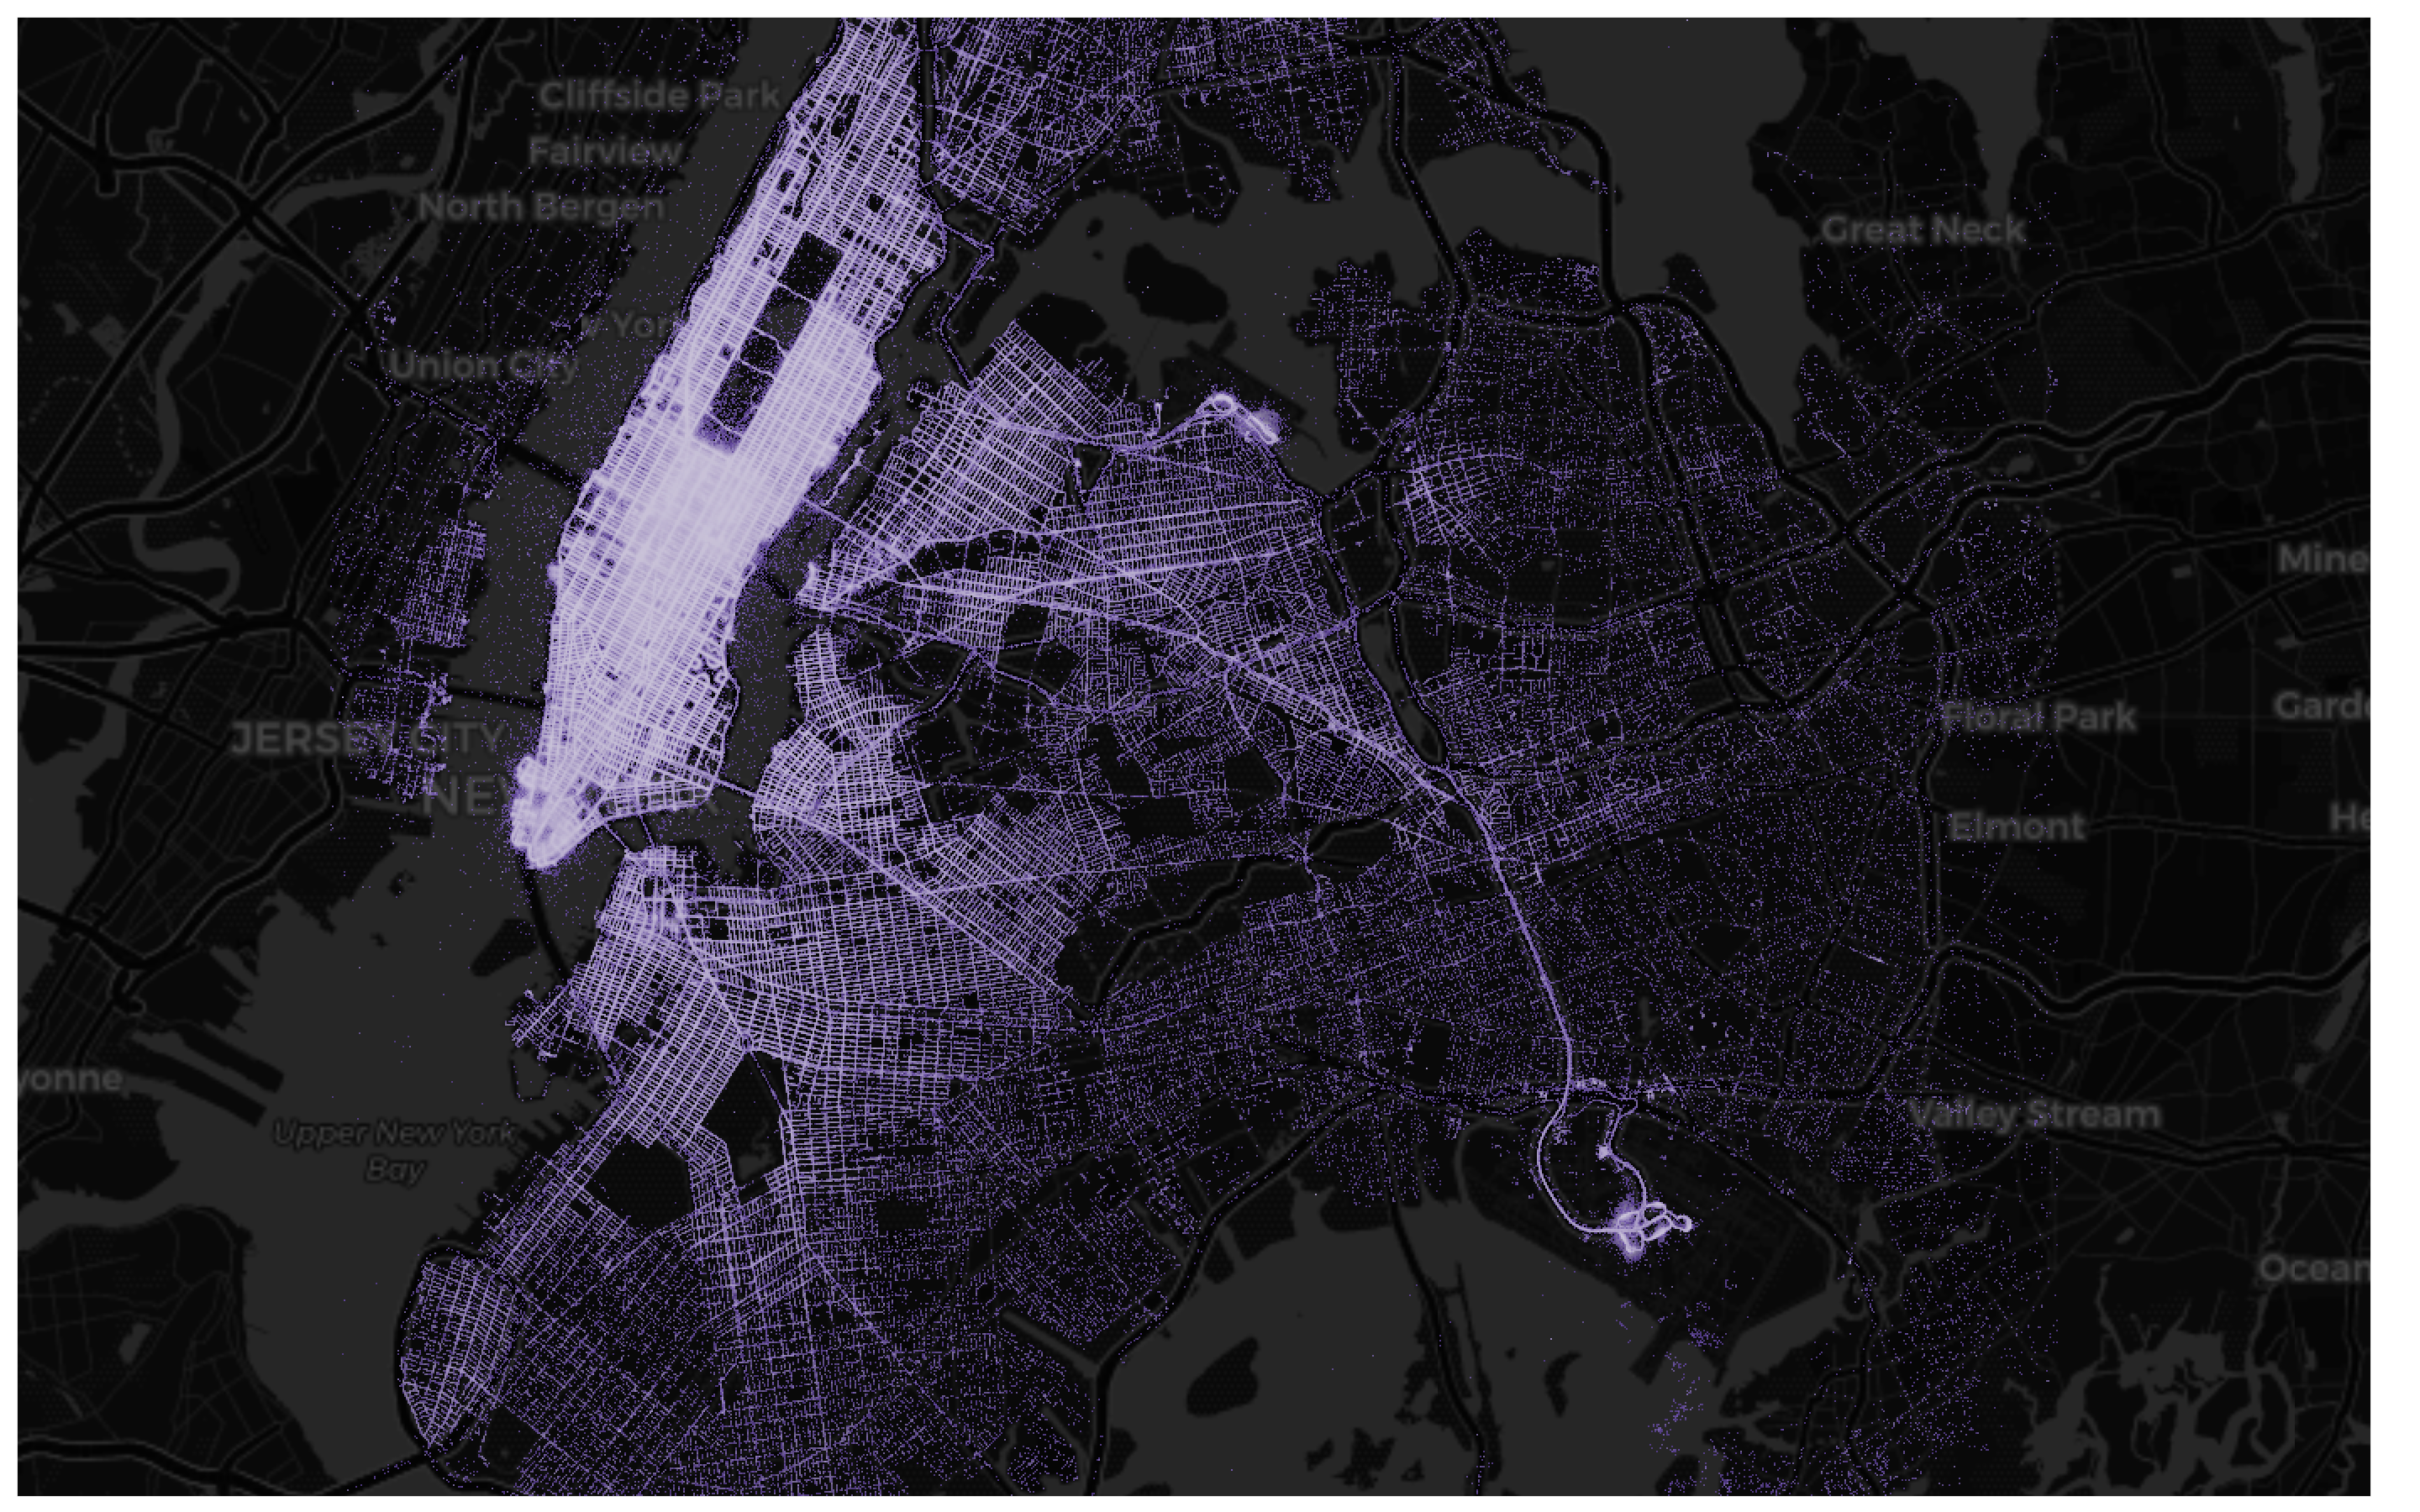 Cliffside Park
Fairview
North Bergen
Great Neck
Yor
Union City
Mine
JERSEY CITY
Floral Park
Garde
NEW
Elmont
He
yonne
Upper New York
Bay
Valley Stream
Ocean